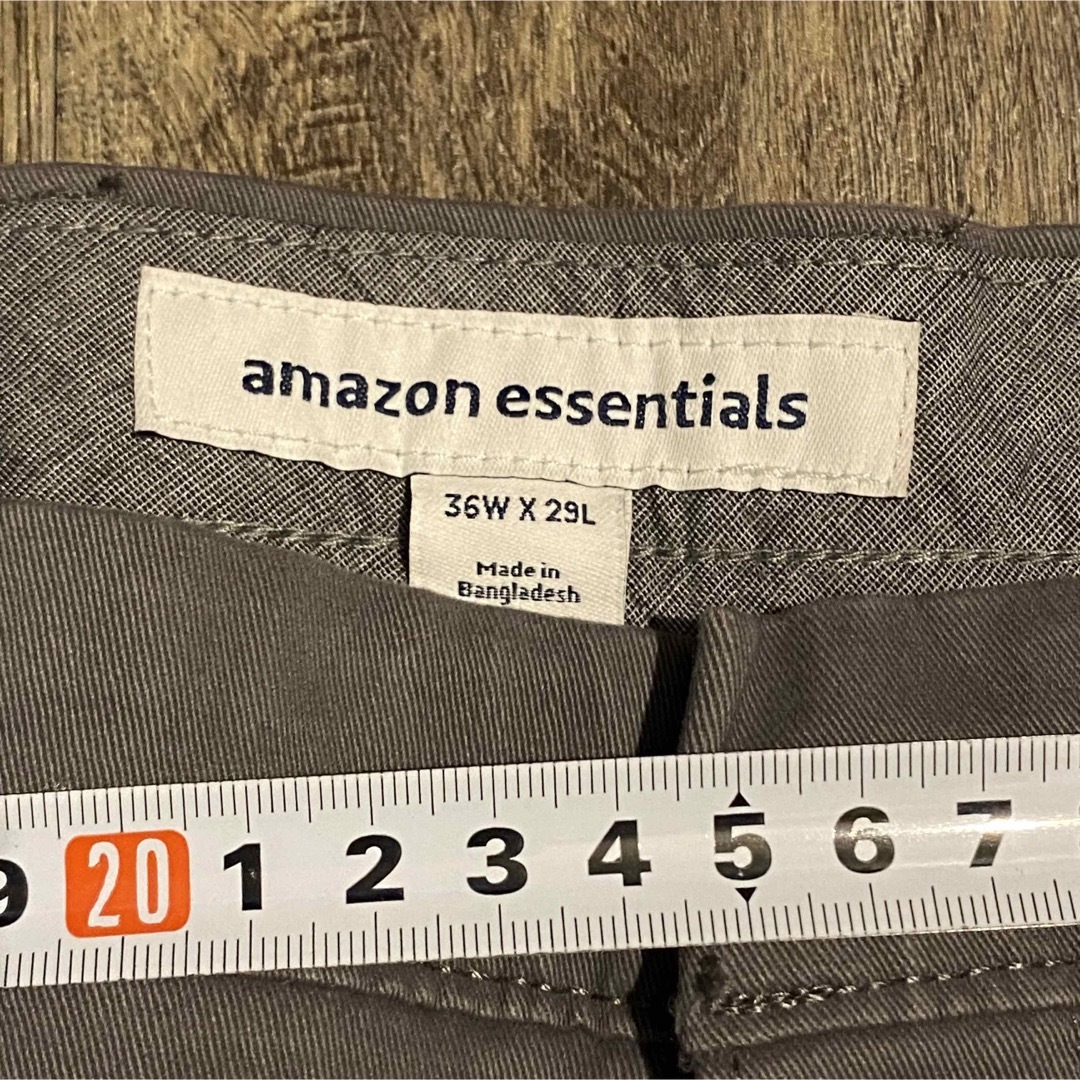 amazon essentials
36W X 29L
Made in
Bangladesh
9 20 1 2 3 4 5 6 7